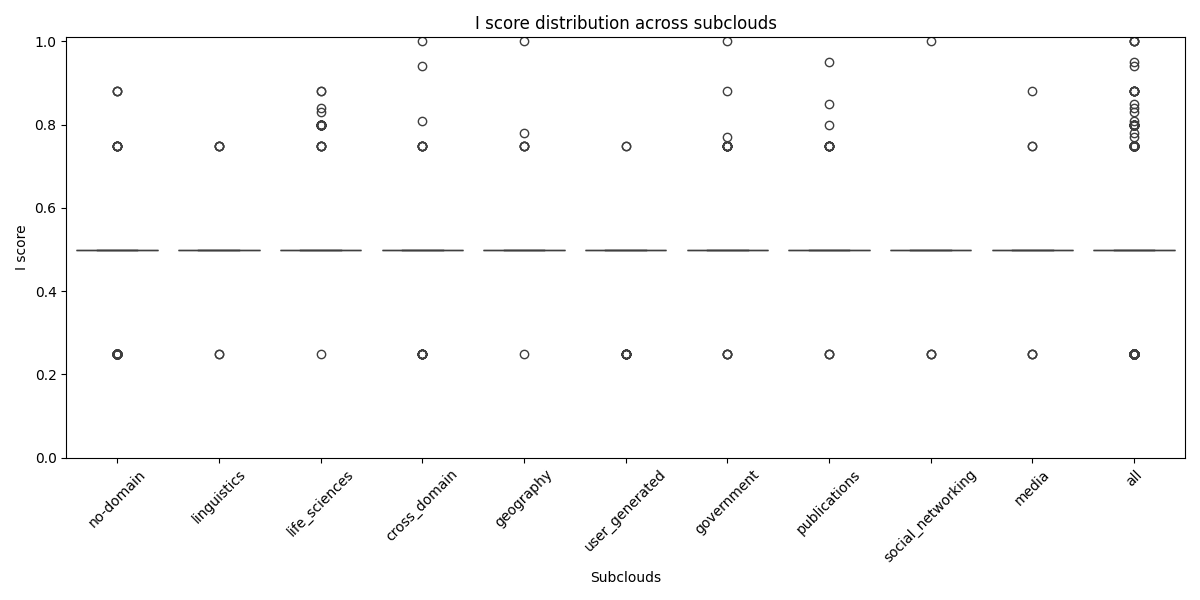 I score distribution across subclouds
1.0
0.8
0.6
0.4
0.2
0.0
I score
no-domain
linguistics
life_sciences
cross_domain
geography
user_generated
government
publications
social_networking
media
all
Subclouds